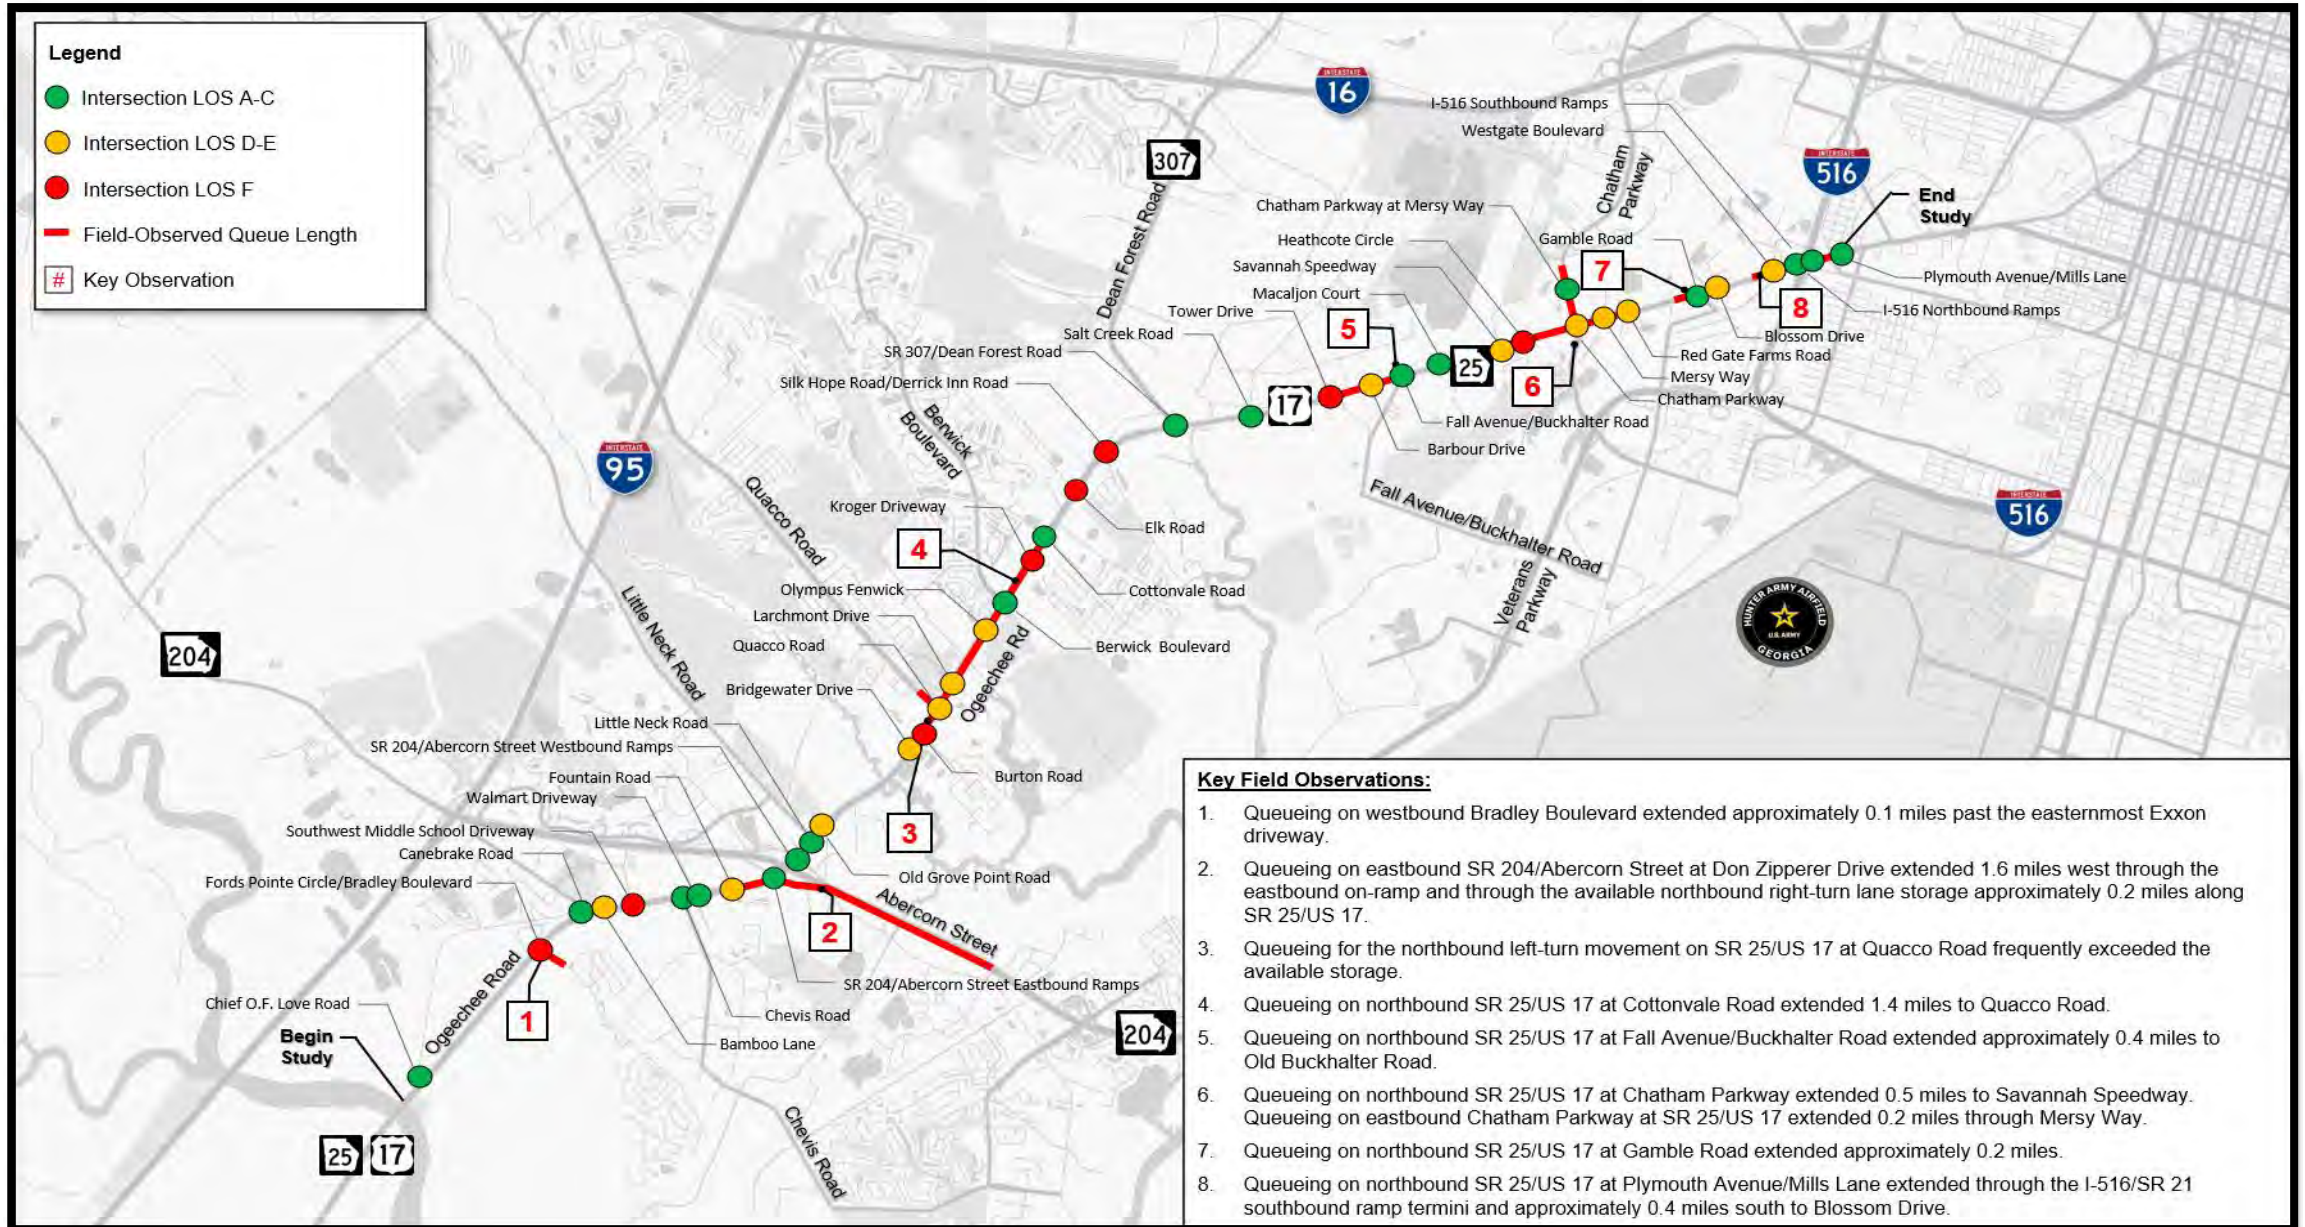 Legend
Intersection LOS A-C
Intersection LOS D-E
Intersection LOS F
Field-Observed Queue Length
# Key Observation
INTERSTATE
16
I-516 Southbound Ramps
Westgate Boulevard
307
Chatham
Parkway
INTERSTATE
516
End
Study
Dean Forest Road
Chatham Parkway at Mersy Way
Heathcote Circle
Gamble Road
7
Savannah Speedway
Plymouth Avenue/Mills Lane
Macaljon Court
8
I-516 Northbound Ramps
Tower Drive
5
Salt Creek Road
Blossom Drive
SR 307/Dean Forest Road
Red Gate Farms Road
25
Silk Hope Road/Derrick Inn Road
6
Mersy Way
17
Chatham Parkway
Berwick
Boulevard
Fall Avenue/Buckhalter Road
Barbour Drive
INTERSTATE
95
Quacco Road
Fall Avenue/Buckhalter Road
INTERSTATE
516
Kroger Driveway
Elk Road
4
Olympus Fenwick
Cottonvale Road
Veterans
Parkway
HUNTER ARMY AIRFIELD
U.S. ARMY
GEORGIA
Little Neck Road
Larchmont Drive
Quacco Road
Berwick Boulevard
204
Ogeechee Rd
Bridgewater Drive
Little Neck Road
SR 204/Abercorn Street Westbound Ramps
Fountain Road
Burton Road
Walmart Driveway
3
Southwest Middle School Driveway
Canebrake Road
Old Grove Point Road
Fords Pointe Circle/Bradley Boulevard
Abercorn Street
2
Ogeechee Road
SR 204/Abercorn Street Eastbound Ramps
Chief O.F. Love Road
1
Chevis Road
Begin
Study
Bamboo Lane
204
Chevis Road
25
17
Key Field Observations:
1. Queueing on westbound Bradley Boulevard extended approximately 0.1 miles past the easternmost Exxon
driveway.
2. Queueing on eastbound SR 204/Abercorn Street at Don Zipperer Drive extended 1.6 miles west through the
eastbound on-ramp and through the available northbound right-turn lane storage approximately 0.2 miles along
SR 25/US 17.
3. Queueing for the northbound left-turn movement on SR 25/US 17 at Quacco Road frequently exceeded the
available storage.
4. Queueing on northbound SR 25/US 17 at Cottonvale Road extended 1.4 miles to Quacco Road.
5. Queueing on northbound SR 25/US 17 at Fall Avenue/Buckhalter Road extended approximately 0.4 miles to
Old Buckhalter Road.
6. Queueing on northbound SR 25/US 17 at Chatham Parkway extended 0.5 miles to Savannah Speedway.
Queueing on eastbound Chatham Parkway at SR 25/US 17 extended 0.2 miles through Mersy Way.
7. Queueing on northbound SR 25/US 17 at Gamble Road extended approximately 0.2 miles.
8. Queueing on northbound SR 25/US 17 at Plymouth Avenue/Mills Lane extended through the I-516/SR 21
southbound ramp termini and approximately 0.4 miles south to Blossom Drive.